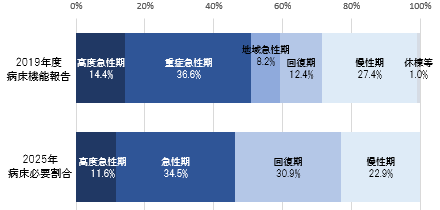 0% 20% 40% 60% 80% 100%
2019年度
病床機能報告
高度急性期
14.4%
重症急性期
36.6%
地域急性期
8.2%
回復期
12.4%
慢性期
27.4%
休棟等
1.0%
2025年
病床必要割合
高度急性期
11.6%
急性期
34.5%
回復期
30.9%
慢性期
22.9%